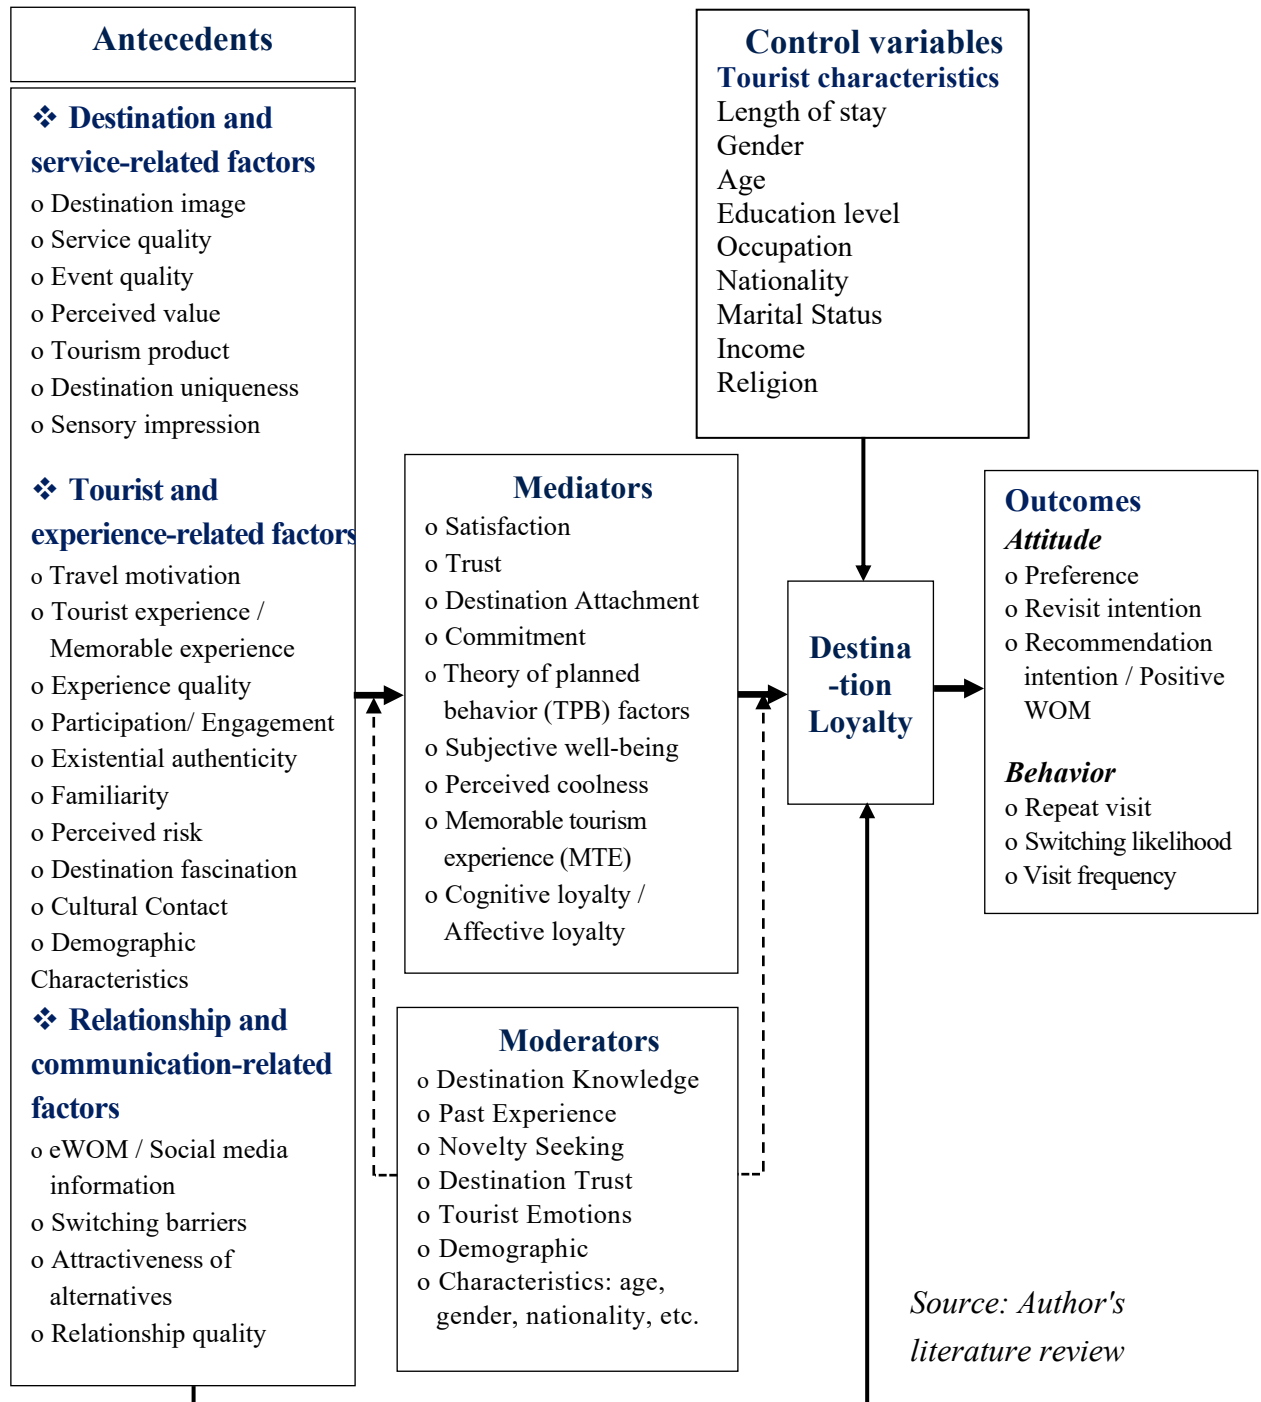 Antecedents
❖ Destination and
service-related factors
o Destination image
o Service quality
o Event quality
o Perceived value
o Tourism product
o Destination uniqueness
o Sensory impression
❖ Tourist and
experience-related factors
o Travel motivation
o Tourist experience /
Memorable experience
o Experience quality
o Participation/ Engagement
o Existential authenticity
o Familiarity
o Perceived risk
o Destination fascination
o Cultural Contact
o Demographic
Characteristics
❖ Relationship and
communication-related
factors
o eWOM / Social media
information
o Switching barriers
o Attractiveness of
alternatives
o Relationship quality
Mediators
o Satisfaction
o Trust
o Destination Attachment
o Commitment
o Theory of planned
behavior (TPB) factors
o Subjective well-being
o Perceived coolness
o Memorable tourism
experience (MTE)
o Cognitive loyalty /
Affective loyalty
Moderators
o Destination Knowledge
o Past Experience
o Novelty Seeking
o Destination Trust
o Tourist Emotions
o Demographic
o Characteristics: age,
gender, nationality, etc.
Control variables
Tourist characteristics
Length of stay
Gender
Age
Education level
Occupation
Nationality
Marital Status
Income
Religion
Destina
-tion
Loyalty
Outcomes
Attitude
o Preference
o Revisit intention
o Recommendation
intention / Positive
WOM
Behavior
o Repeat visit
o Switching likelihood
o Visit frequency
Source: Author's
literature review